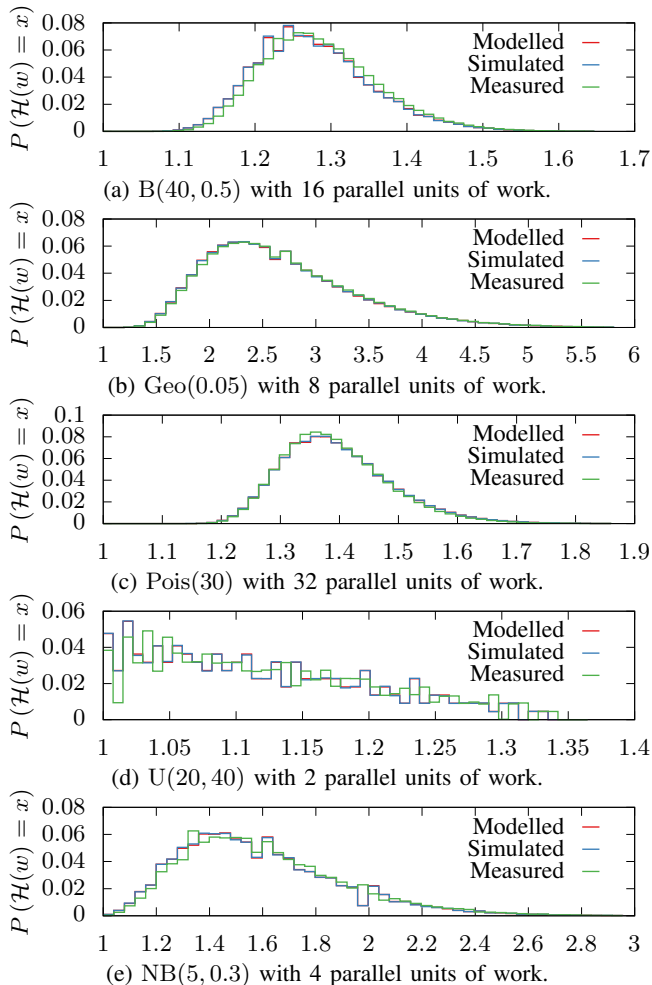 P (H(w) = x)
0.08
0.06
0.04
0.02
0
Modelled
Simulated
Measured
1 1.1 1.2 1.3 1.4 1.5 1.6 1.7
(a) B(40, 0.5) with 16 parallel units of work.
P (H(w) = x)
0.08
0.06
0.04
0.02
0
Modelled
Simulated
Measured
1 1.5 2 2.5 3 3.5 4 4.5 5 5.5 6
(b) Geo(0.05) with 8 parallel units of work.
P (H(w) = x)
0.1
0.08
0.06
0.04
0.02
0
Modelled
Simulated
Measured
1 1.1 1.2 1.3 1.4 1.5 1.6 1.7 1.8 1.9
(c) Pois(30) with 32 parallel units of work.
P (H(w) = x)
0.06
0.04
0.02
0
Modelled
Simulated
Measured
1 1.05 1.1 1.15 1.2 1.25 1.3 1.35 1.4
(d) U(20, 40) with 2 parallel units of work.
P (H(w) = x)
0.08
0.06
0.04
0.02
0
Modelled
Simulated
Measured
1 1.2 1.4 1.6 1.8 2 2.2 2.4 2.6 2.8 3
(e) NB(5, 0.3) with 4 parallel units of work.